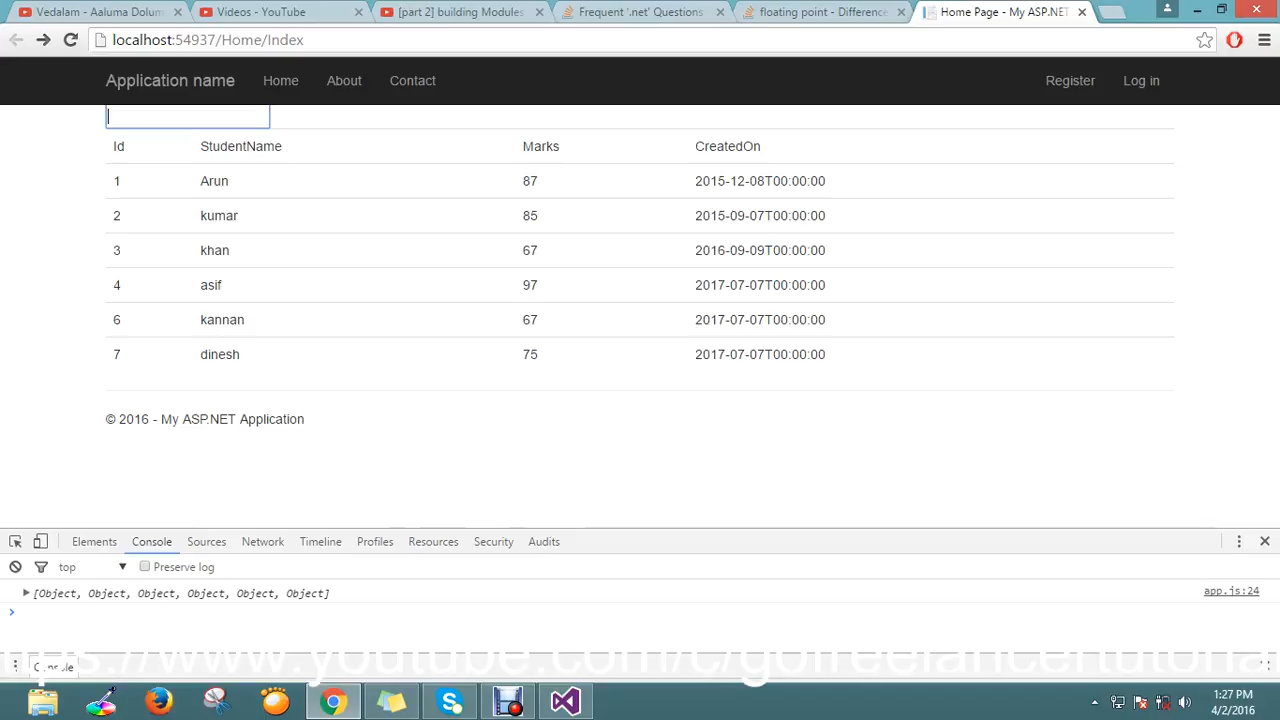 Vedalam - Aaluma Dolum
Videos - YouTube
[part 2] building Modules
Frequent '.net' Questions
floating point - Difference
Home Page - My ASP.NET
localhost:54937/Home/Index
Application name Home About Contact Register Log in
Id StudentName Marks CreatedOn
1 Arun 87 2015-12-08T00:00:00
2 kumar 85 2015-09-07T00:00:00
3 khan 67 2016-09-09T00:00:00
4 asif 97 2017-07-07T00:00:00
6 kannan 67 2017-07-07T00:00:00
7 dinesh 75 2017-07-07T00:00:00
© 2016 - My ASP.NET Application
Elements Console Sources Network Timeline Profiles Resources Security Audits
top Preserve log
[Object, Object, Object, Object, Object, Object] app.js:24
Console
1:27 PM
4/2/2016